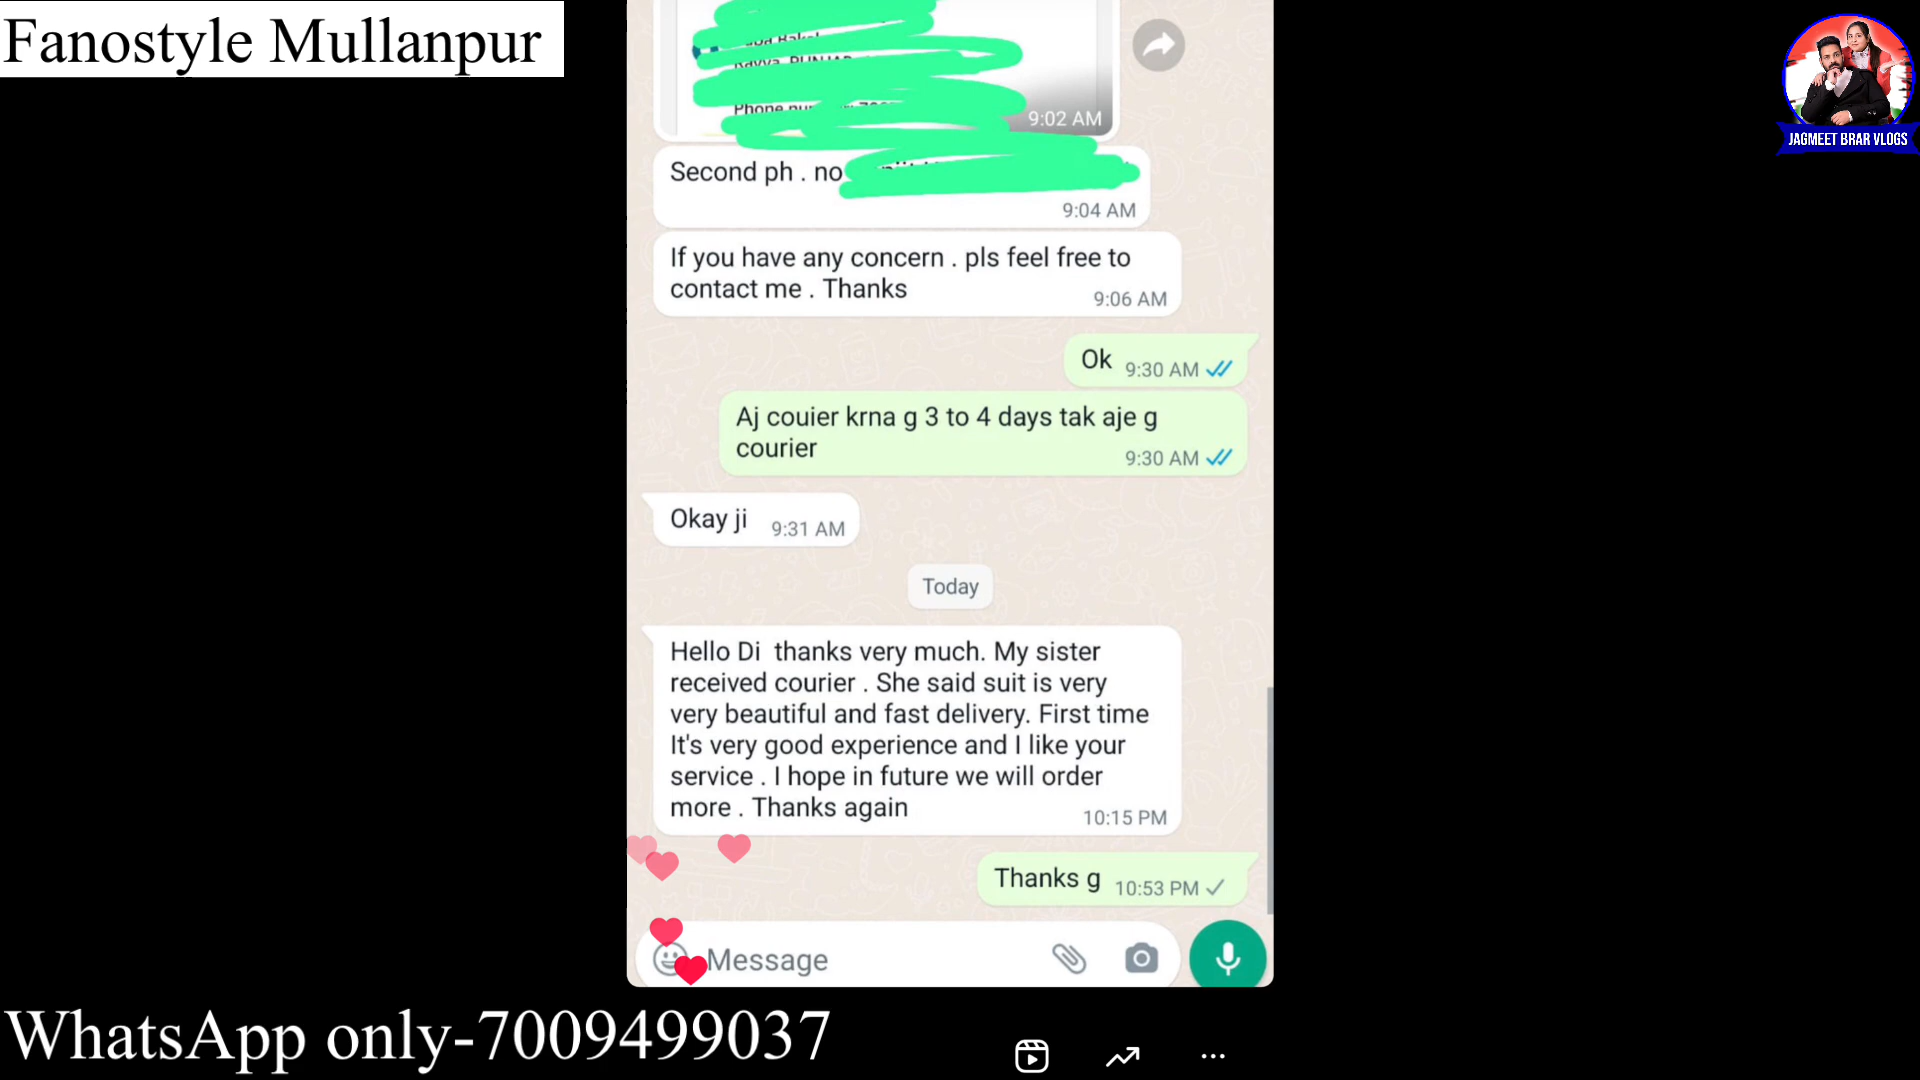 Fanostyle Mullanpur
JAGMEET BRAR VLOGS
9:02 AM
Second ph . no
9:04 AM
If you have any concern . pls feel free to
contact me . Thanks
9:06 AM
Ok 9:30 AM
Aj couier krna g 3 to 4 days tak aje g
courier
9:30 AM
Okay ji 9:31 AM
Today
Hello Di thanks very much. My sister
received courier . She said suit is very
very beautiful and fast delivery. First time
It's very good experience and I like your
service . I hope in future we will order
more . Thanks again
10:15 PM
Thanks g 10:53 PM
Message
WhatsApp only-7009499037